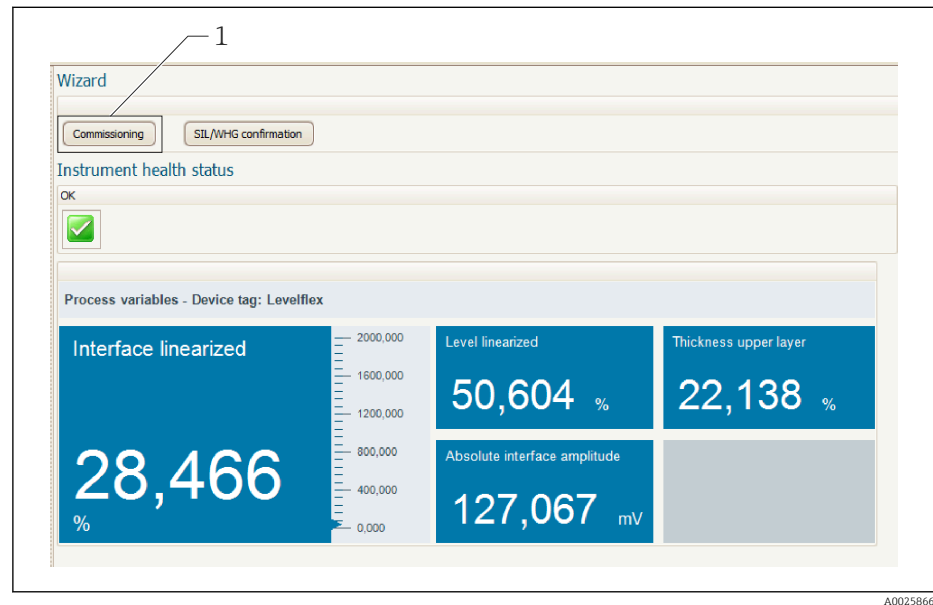 1
Wizard
Commissioning SIL/WHG confirmation
Instrument health status
OK
Process variables - Device tag: Levelflex
Interface linearized
28,466
%
2000,000
1600,000
1200,000
800,000
400,000
0,000
Level linearized
50,604 %
Thickness upper layer
22,138 %
Absolute interface amplitude
127,067 mV
A0025866